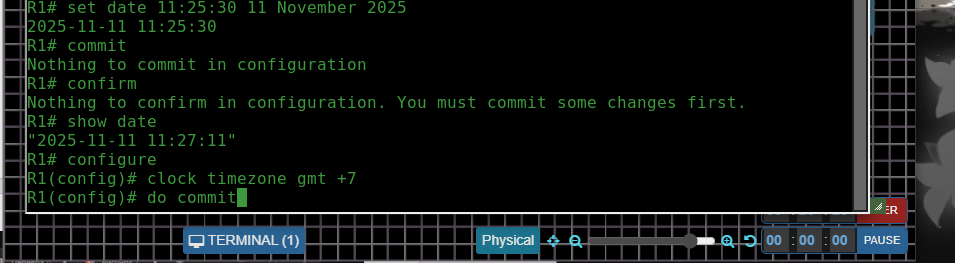 R1# set date 11:25:30 11 November 2025
2025-11-11 11:25:30
R1# commit
Nothing to commit in configuration
R1# confirm
Nothing to confirm in configuration. You must commit some changes first.
R1# show date
"2025-11-11 11:27:11"
R1# configure
R1(config)# clock timezone gmt +7
R1(config)# do commit
ER
TERMINAL (1)
Physical
00 : 00 : 00
PAUSE